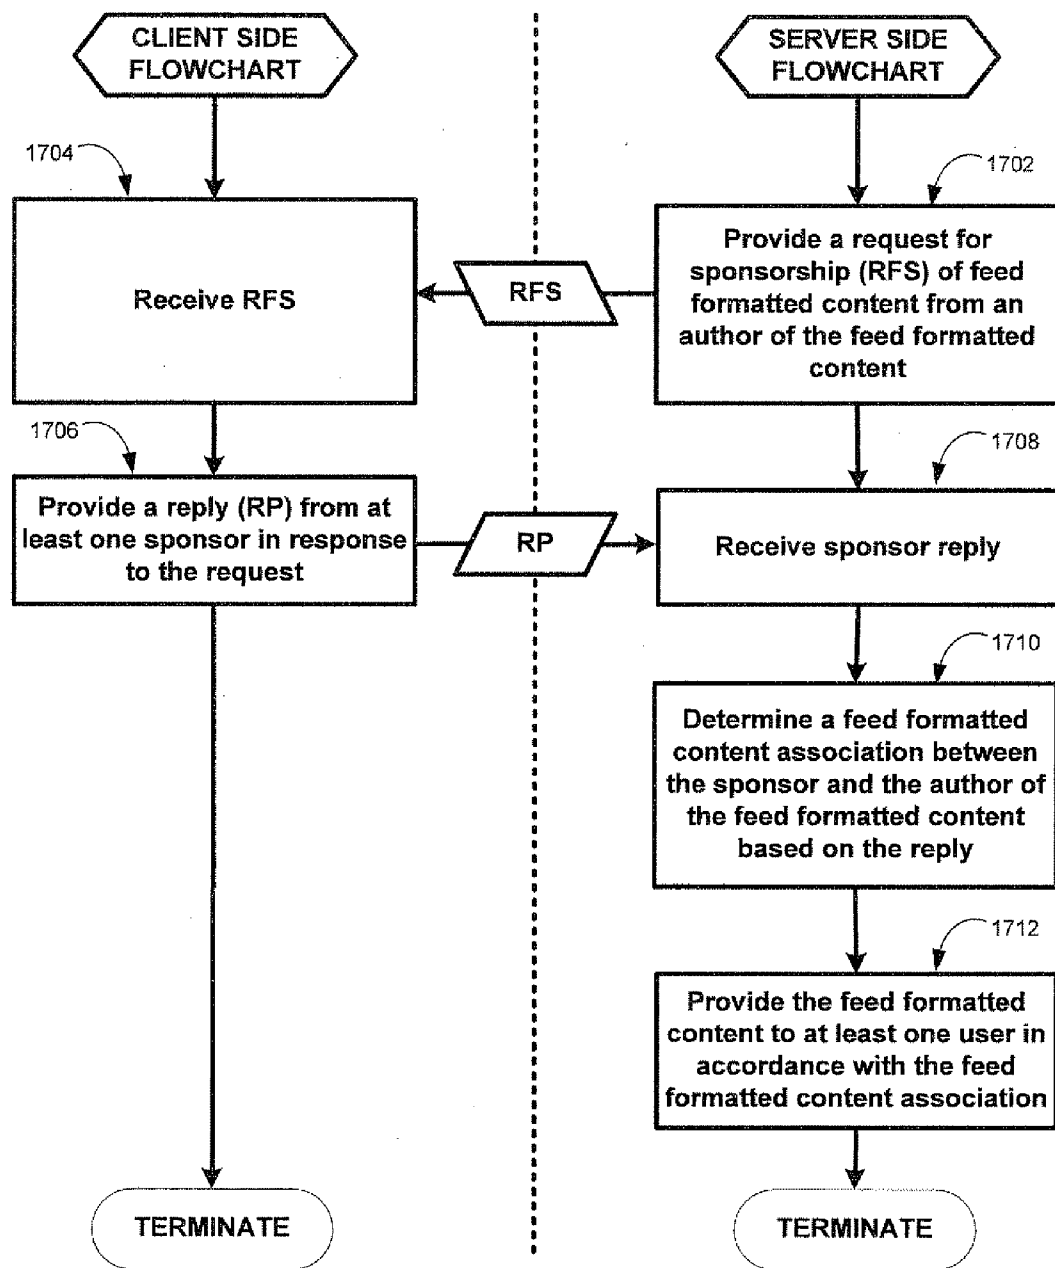 CLIENT SIDE
FLOWCHART
SERVER SIDE
FLOWCHART
1704
1702
Receive RFS
RFS
Provide a request for
sponsorship (RFS) of feed
formatted content from an
author of the feed formatted
content
1706
1708
Provide a reply (RP) from at
least one sponsor in response
to the request
RP
Receive sponsor reply
1710
Determine a feed formatted
content association between
the sponsor and the author of
the feed formatted content
based on the reply
1712
Provide the feed formatted
content to at least one user in
accordance with the feed
formatted content association
TERMINATE
TERMINATE